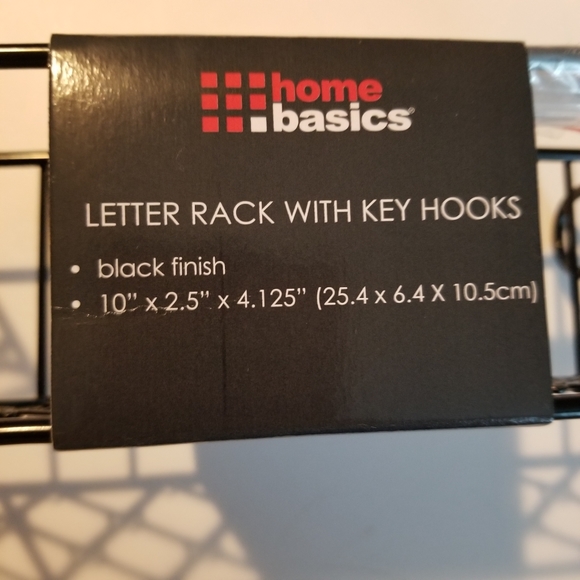 home
basics®
LETTER RACK WITH KEY HOOKS
• black finish
• 10” x 2.5” x 4.125” (25.4 x 6.4 X 10.5cm)